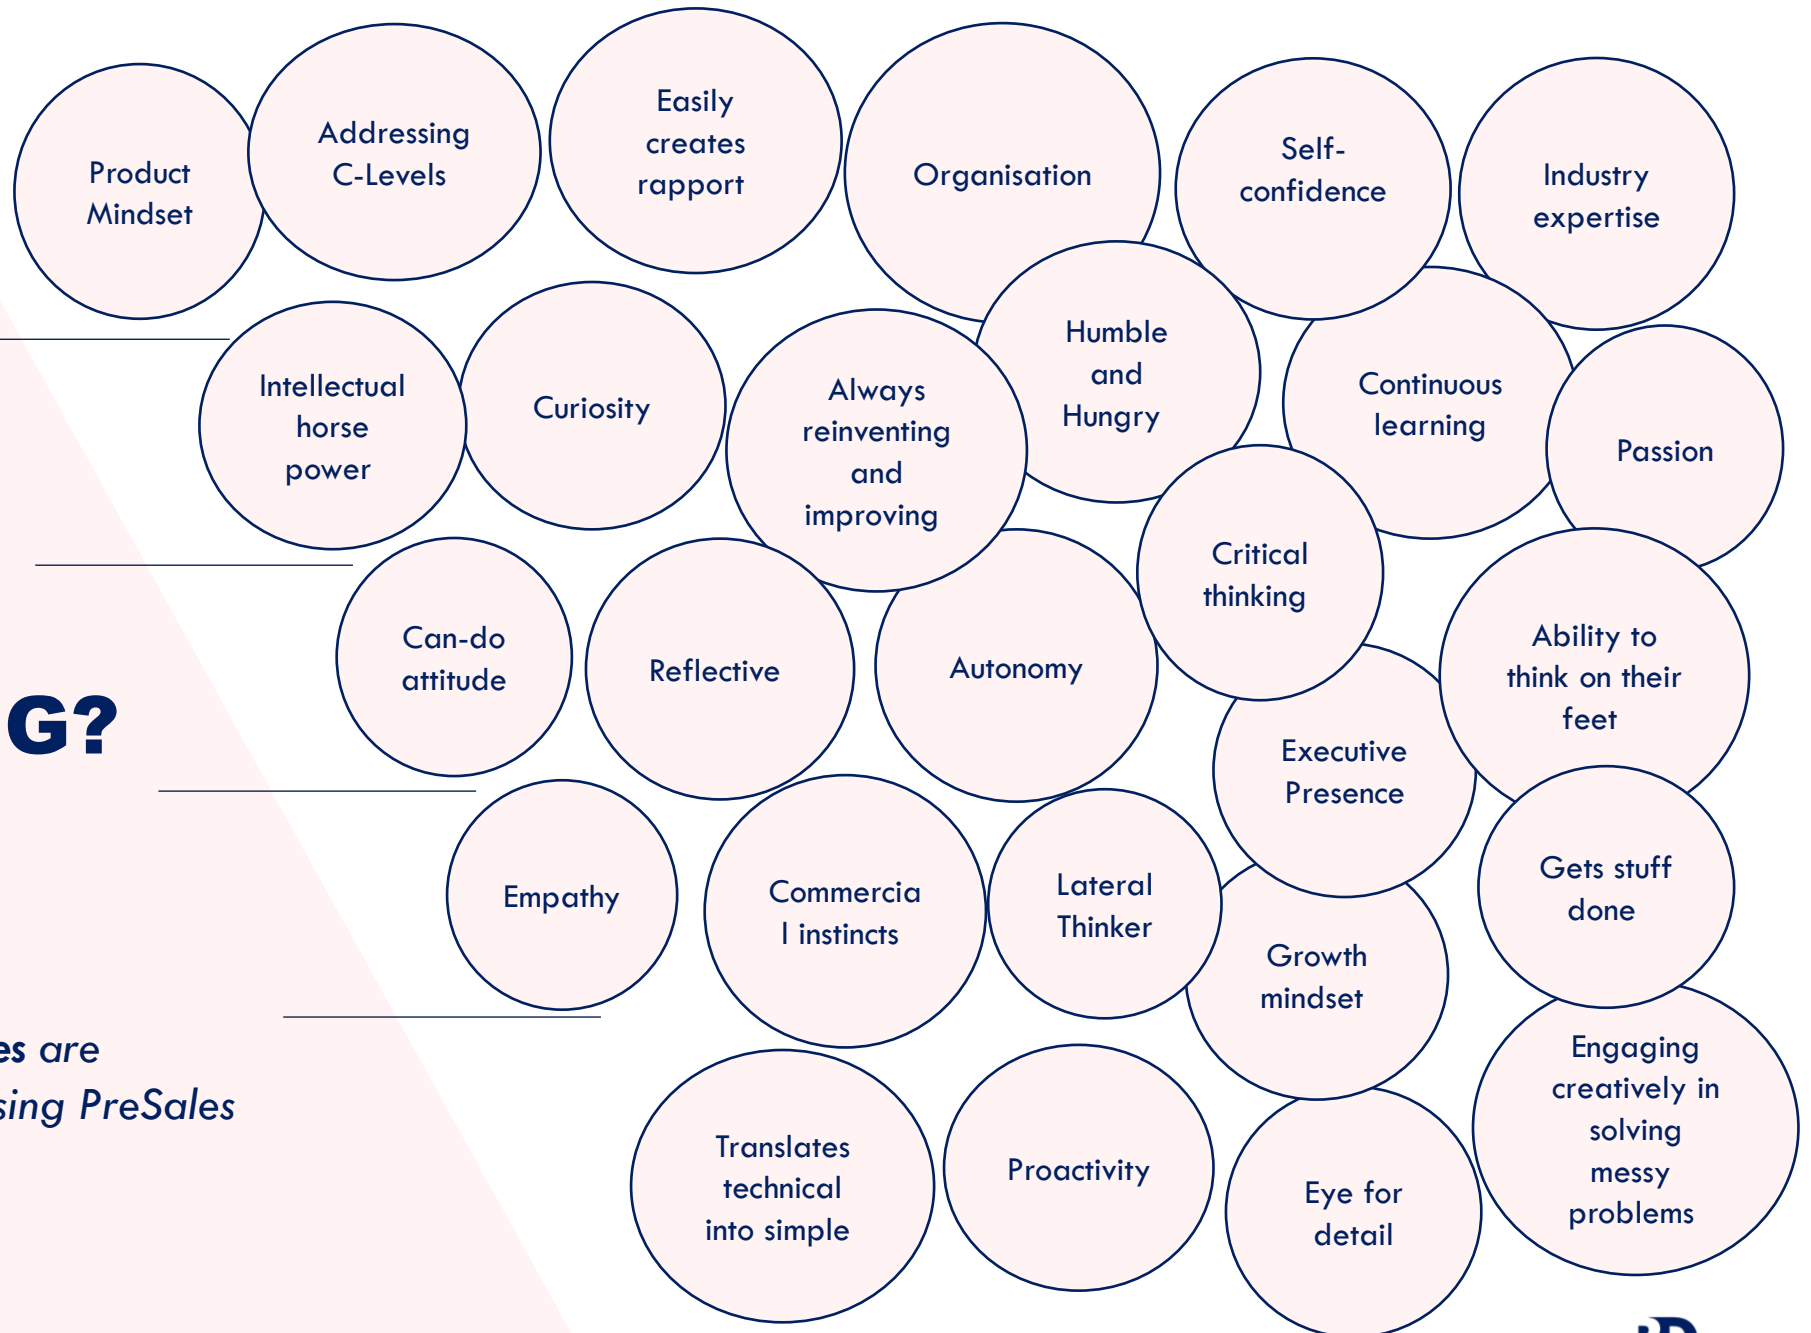 Product
Mindset
Addressing
C-Levels
Easily
creates
rapport
Organisation
Self-
confidence
Industry
expertise
Intellectual
horse
power
Curiosity
Always
reinventing
and
improving
Humble
and
Hungry
Continuous
learning
Passion
Can-do
attitude
Reflective
Autonomy
Critical
thinking
Executive
Presence
Ability to
think on their
feet
G?
Empathy
Commercia
l instincts
Lateral
Thinker
Growth
mindset
Gets stuff
done
es are
sing PreSales
Translates
technical
into simple
Proactivity
Eye for
detail
Engaging
creatively in
solving
messy
problems